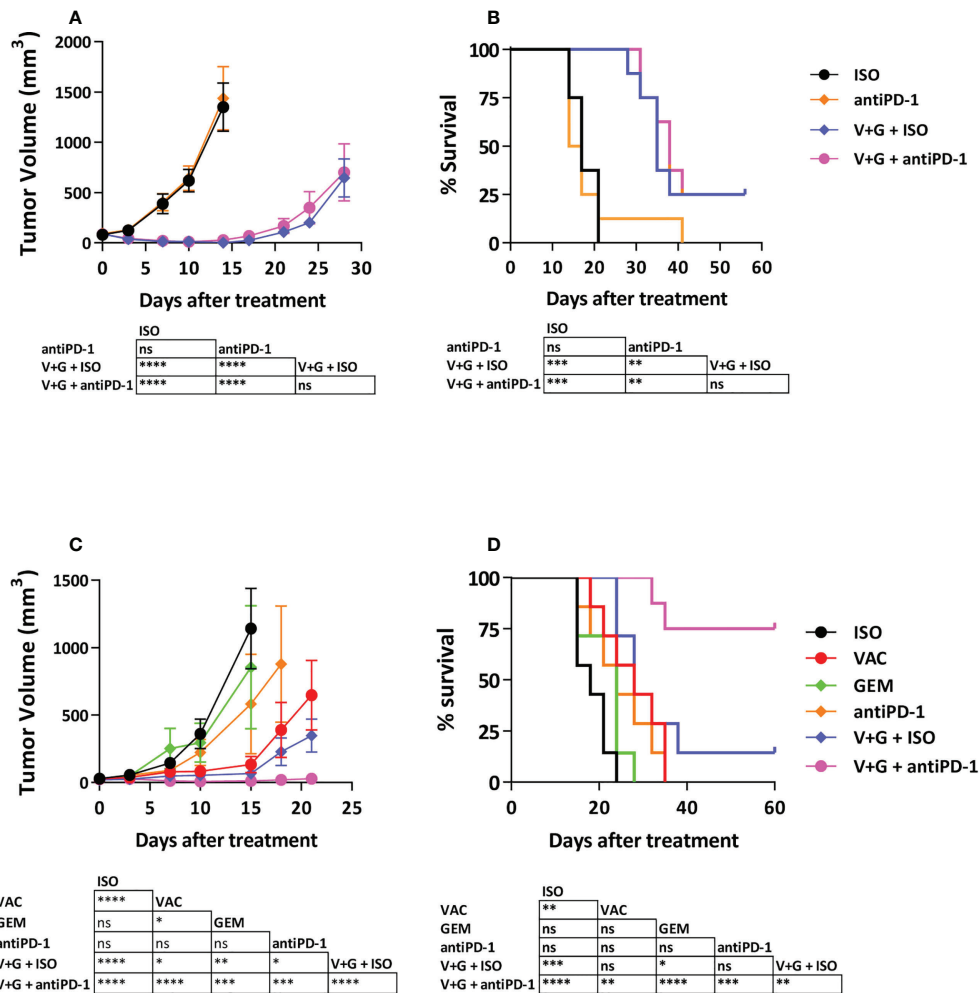 A
Tumor Volume (mm³)
2000
1500
1000
500
0
0 5 10 15 20 25 30
Days after treatment
ISO
antiPD-1 ns antiPD-1
V+G + ISO **** **** V+G + ISO
V+G + antiPD-1 **** **** ns
B
% Survival
100
75
50
25
0
0 10 20 30 40 50 60
Days after treatment
ISO
antiPD-1
V+G + ISO
V+G + antiPD-1
ISO
antiPD-1 ns antiPD-1
V+G + ISO *** ** V+G + ISO
V+G + antiPD-1 *** ** ns
C
Tumor Volume (mm³)
1500
1000
500
0
0 5 10 15 20 25
Days after treatment
ISO
VAC **** VAC
GEM ns * GEM
antiPD-1 ns ns ns antiPD-1
V+G + ISO **** * ** * V+G + ISO
V+G + antiPD-1 **** **** *** *** ****
D
% survival
100
75
50
25
0
0 20 40 60
Days after treatment
ISO
VAC
GEM
antiPD-1
V+G + ISO
V+G + antiPD-1
ISO
VAC ** VAC
GEM ns ns GEM
antiPD-1 ns ns ns antiPD-1
V+G + ISO *** ns * ns V+G + ISO
V+G + antiPD-1 **** ** **** *** **